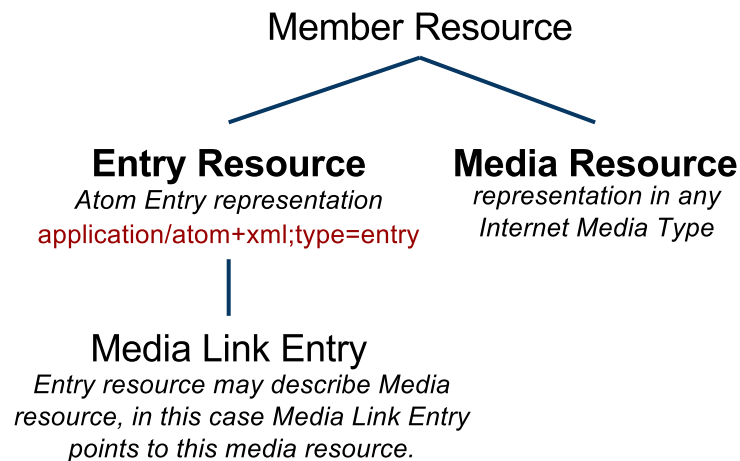 Member Resource
Entry Resource
Atom Entry representation
application/atom+xml;type=entry
Media Resource
representation in any
Internet Media Type
Media Link Entry
Entry resource may describe Media
resource, in this case Media Link Entry
points to this media resource.